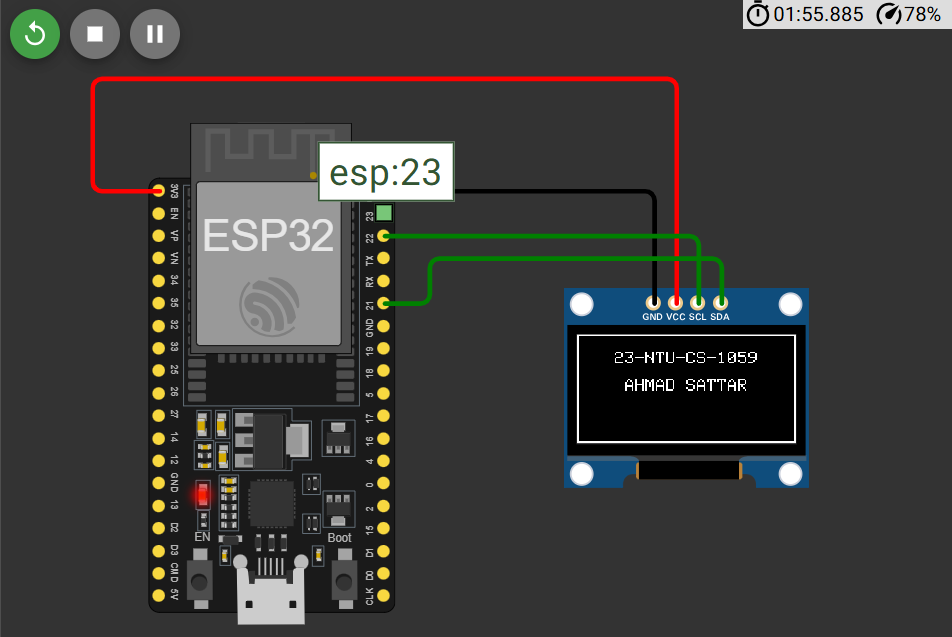 01:55.885 78%
esp:23
ESP32
3V3
EN
VP
VN
34
35
32
33
25
26
27
14
12
GND
13
D2
D3
CMD
5V
23
22
TX
RX
21
GND
19
18
5
17
16
4
0
2
15
D1
D0
CLK
EN
Boot
GND VCC SCL SDA
23-NTU-CS-1059
AHMAD SATTAR